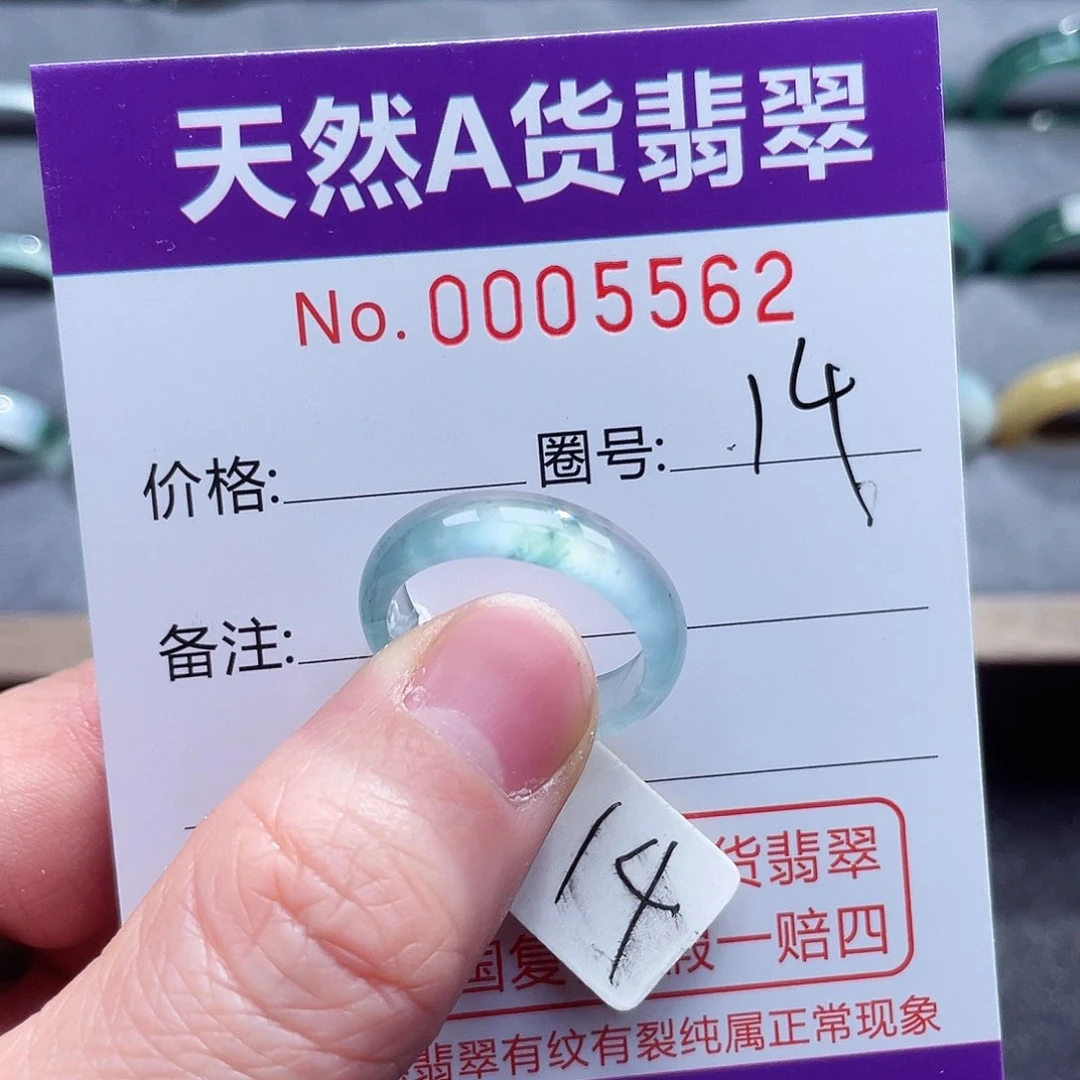 天然A货翡翠
No. 0005562
价格: 圈号: 14
备注:
14
货翡翠
国复 假一赔四
翡翠有纹有裂纯属正常现象